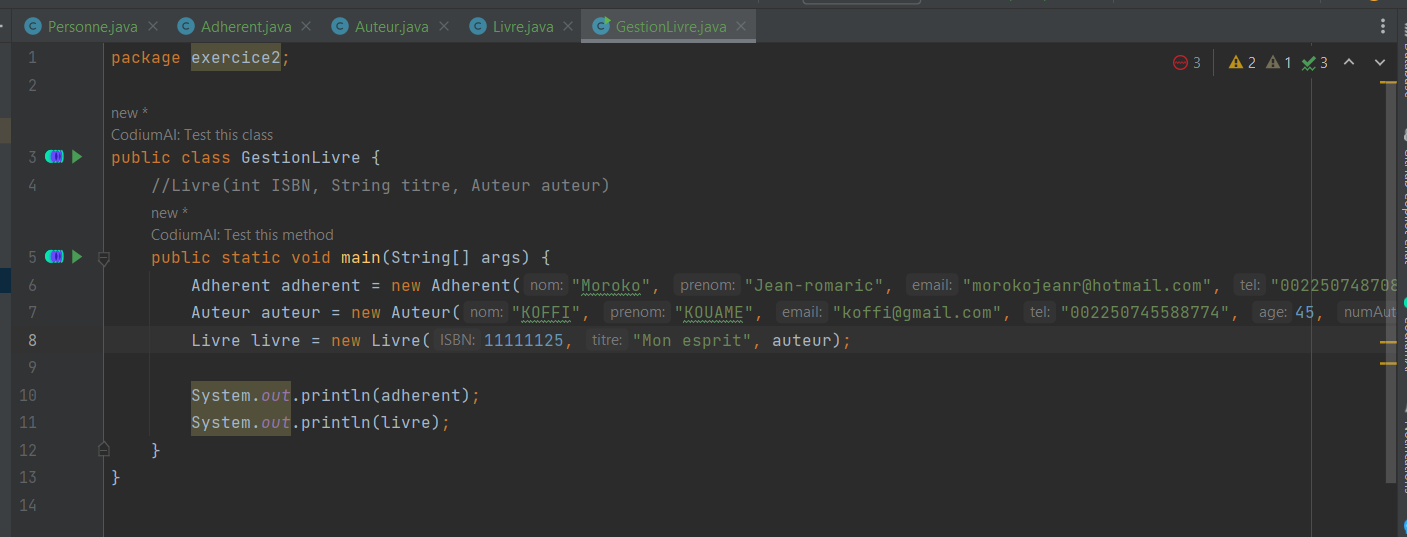 Personne.java Adherent.java Auteur.java Livre.java GestionLivre.java
1 package exercice2; 3 2 1 3
2
new *
CodiumAI: Test this class
3 public class GestionLivre {
4 //Livre(int ISBN, String titre, Auteur auteur)
new *
CodiumAI: Test this method
5 public static void main(String[] args) {
6 Adherent adherent = new Adherent( nom: "Moroko", prenom: "Jean-romaric", email: "morokojeanr@hotmail.com", tel: "002250748708
7 Auteur auteur = new Auteur( nom: "KOFFI", prenom: "KOUAME", email: "koffi@gmail.com", tel: "002250745588774", age: 45, numAut
8 Livre livre = new Livre( ISBN: 11111125, titre: "Mon esprit", auteur);
9
10 System.out.println(adherent);
11 System.out.println(livre);
12 }
13 }
14